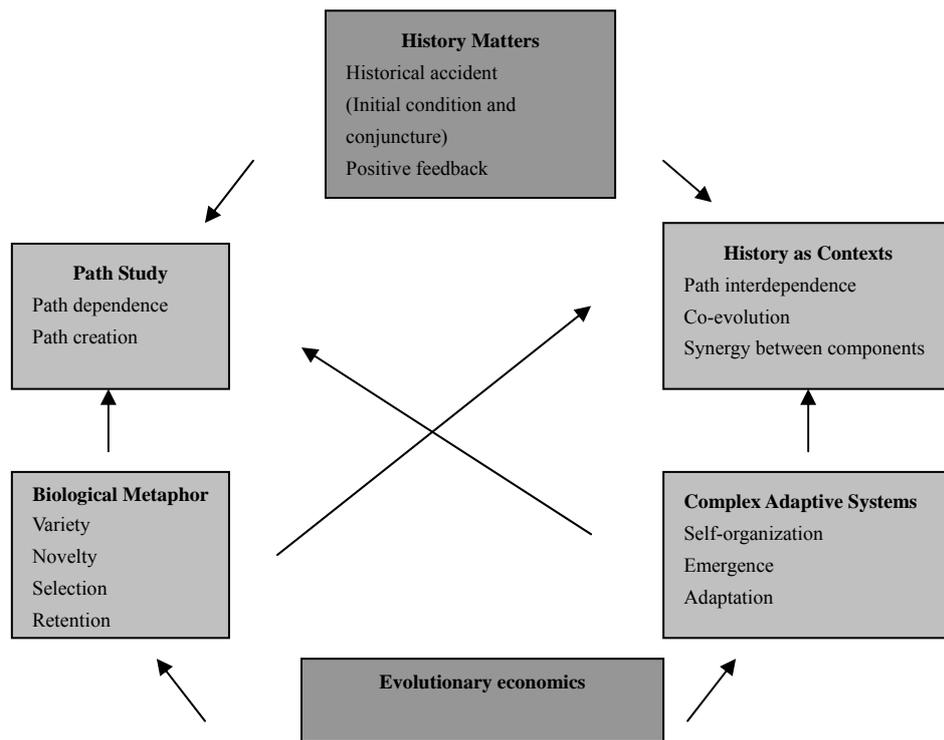 History Matters
Historical accident
(Initial condition and
conjuncture)
Positive feedback
Path Study
Path dependence
Path creation
History as Contexts
Path interdependence
Co-evolution
Synergy between components
Biological Metaphor
Variety
Novelty
Selection
Retention
Complex Adaptive Systems
Self-organization
Emergence
Adaptation
Evolutionary economics